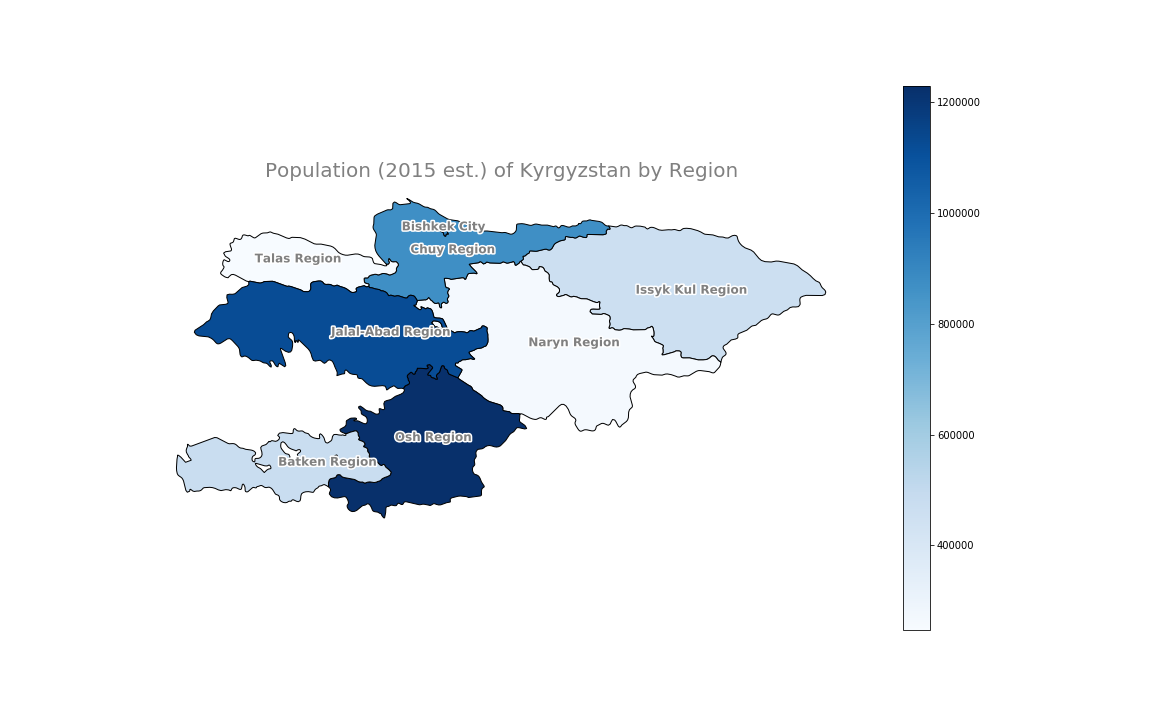 Population (2015 est.) of Kyrgyzstan by Region
Bishkek City
Chuy Region
Talas Region
Issyk Kul Region
Jalal-Abad Region
Naryn Region
Osh Region
Batken Region
1200000
1000000
800000
600000
400000